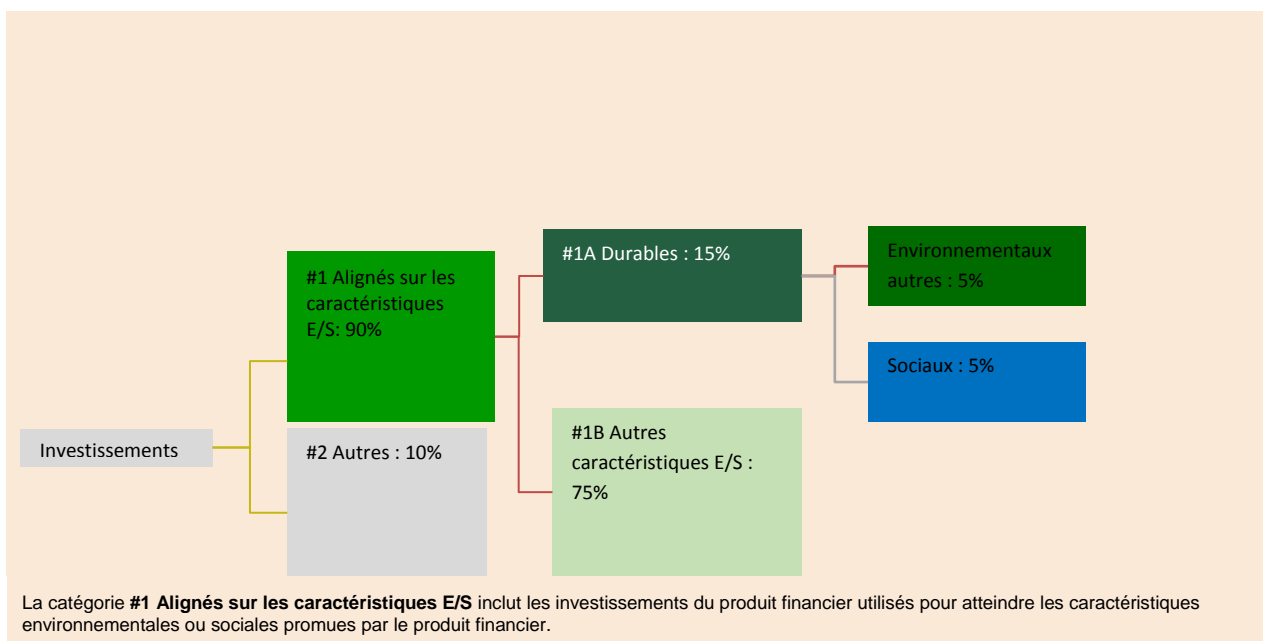 #1A Durables : 15%
Environnementaux
autres : 5%
#1 Alignés sur les
caractéristiques
E/S: 90%
Sociaux : 5%
Investissements
#2 Autres : 10%
#1B Autres
caractéristiques E/S :
75%
La catégorie #1 Alignés sur les caractéristiques E/S inclut les investissements du produit financier utilisés pour atteindre les caractéristiques
environnementales ou sociales promues par le produit financier.